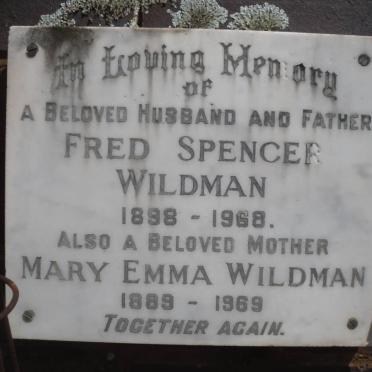 In Loving Memory
of
A Beloved Husband and Father
Fred Spencer
Wildman
1898 - 1968.
Also a Beloved Mother
Mary Emma Wildman
1889 - 1969
Together Again.